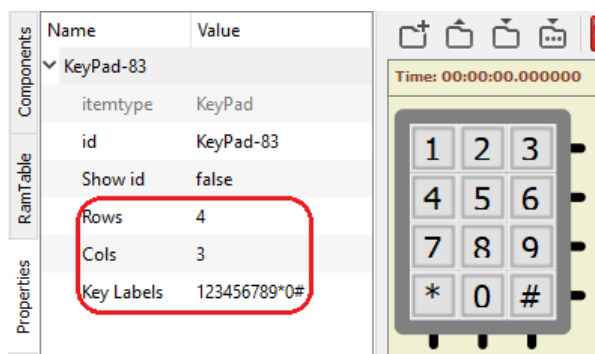 Components
RamTable
Properties
Name Value
KeyPad-83
itemtype KeyPad
id KeyPad-83
Show id false
Rows 4
Cols 3
Key Labels 123456789*0#
Time: 00:00:00.000000
1 2 3
4 5 6
7 8 9
* 0 #